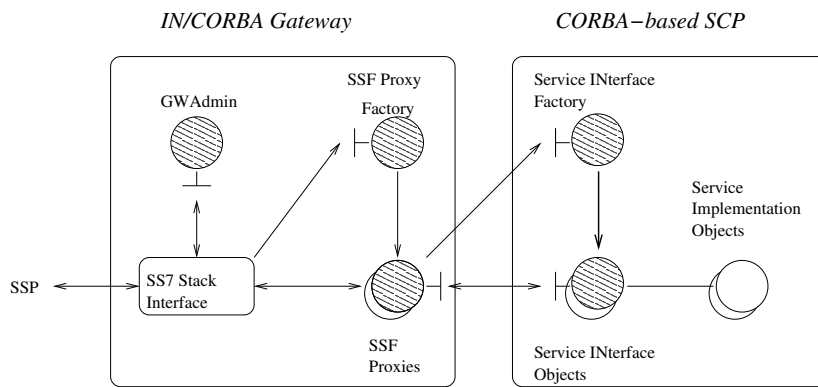 IN/CORBA Gateway
CORBA−based SCP
GWAdmin
SSF Proxy
Factory
Service INterface
Factory
Service
Implementation
Objects
SSP
SS7 Stack
Interface
SSF
Proxies
Service INterface
Objects